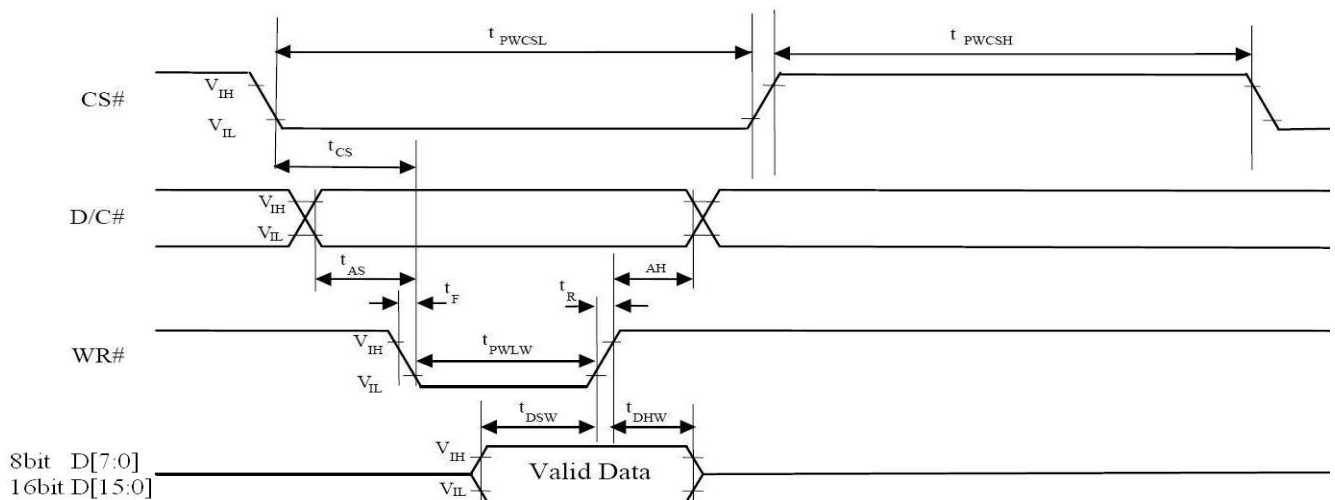 t PWCSL
t PWCSH
CS#
VIH
VIL
tCS
D/C#
VIH
VIL
tAS
tF
tR
AH
WR#
VIH
VIL
tPWLW
tDSW
tDHW
8bit D[7:0]
16bit D[15:0]
VIH
VIL
Valid Data